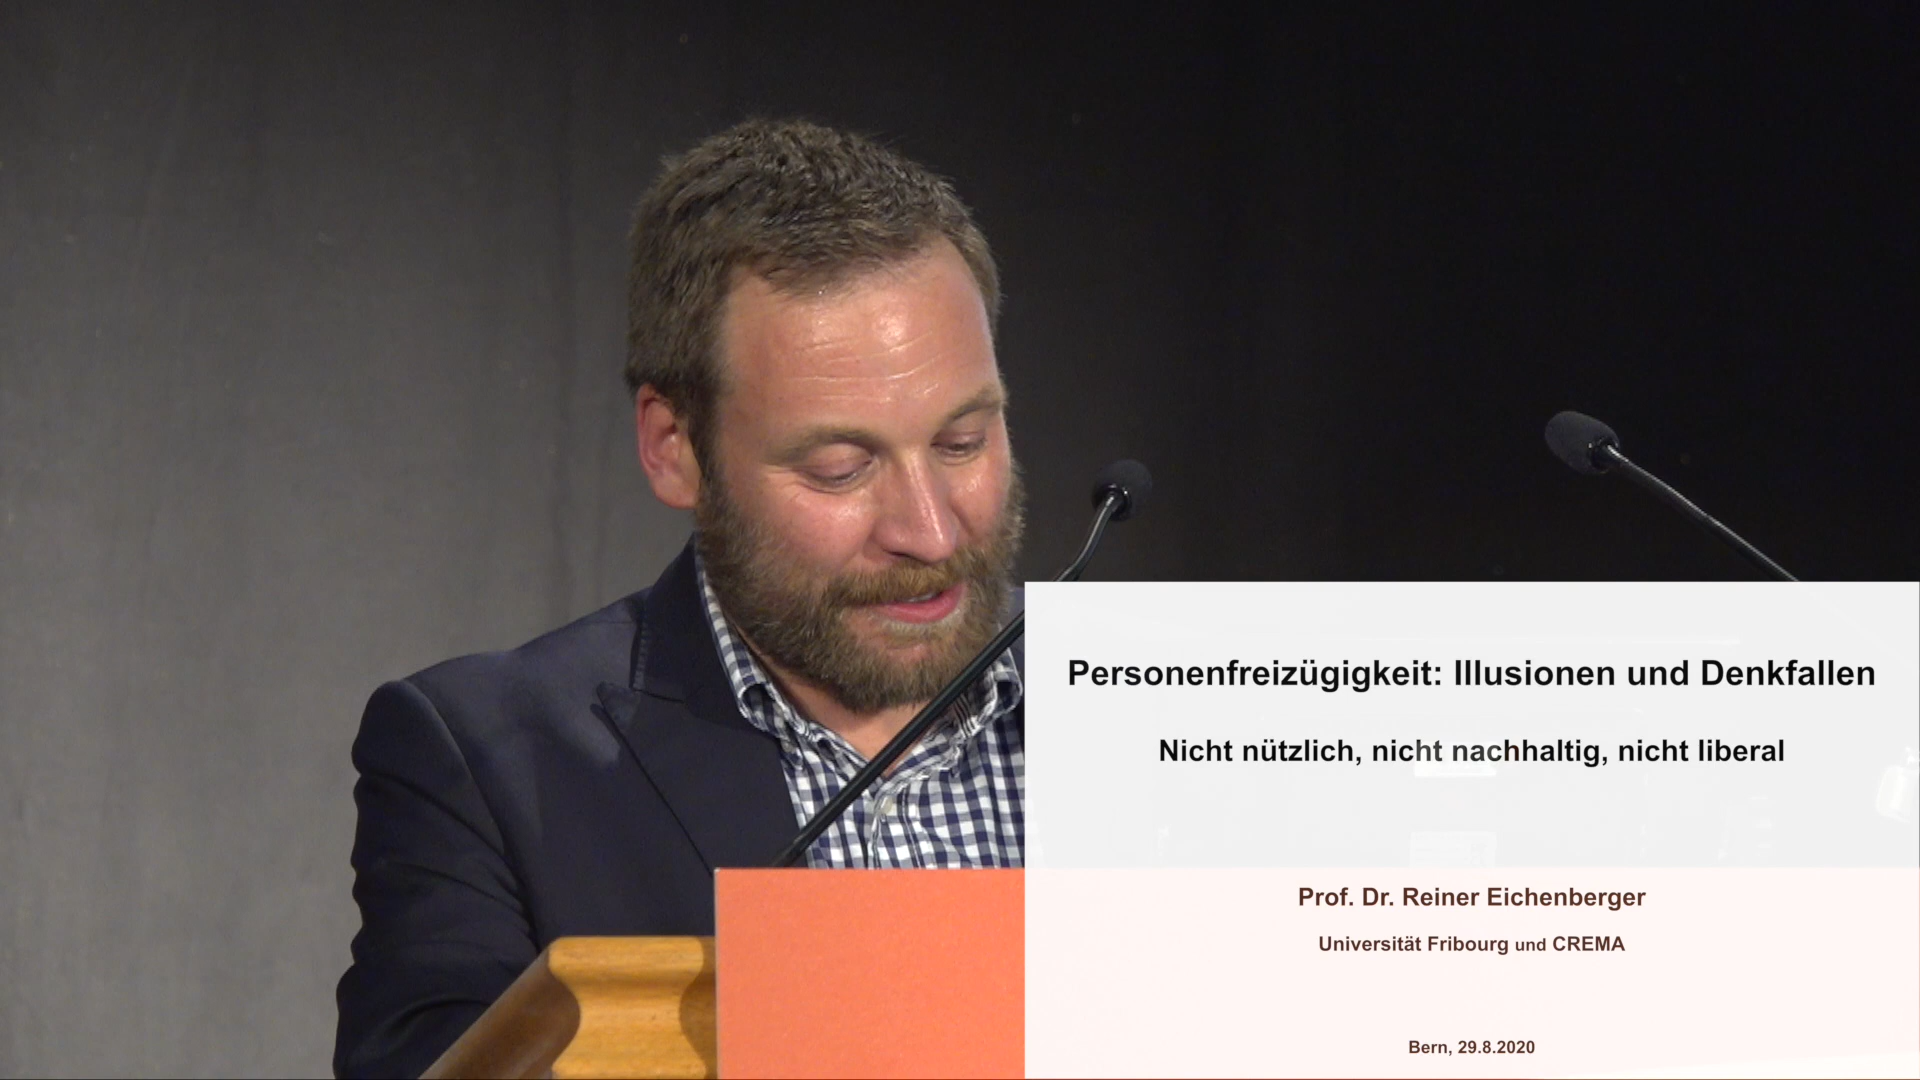 Personenfreizügigkeit: Illusionen und Denkfallen
Nicht nützlich, nicht nachhaltig, nicht liberal
Prof. Dr. Reiner Eichenberger
Universität Fribourg und CREMA
Bern, 29.8.2020